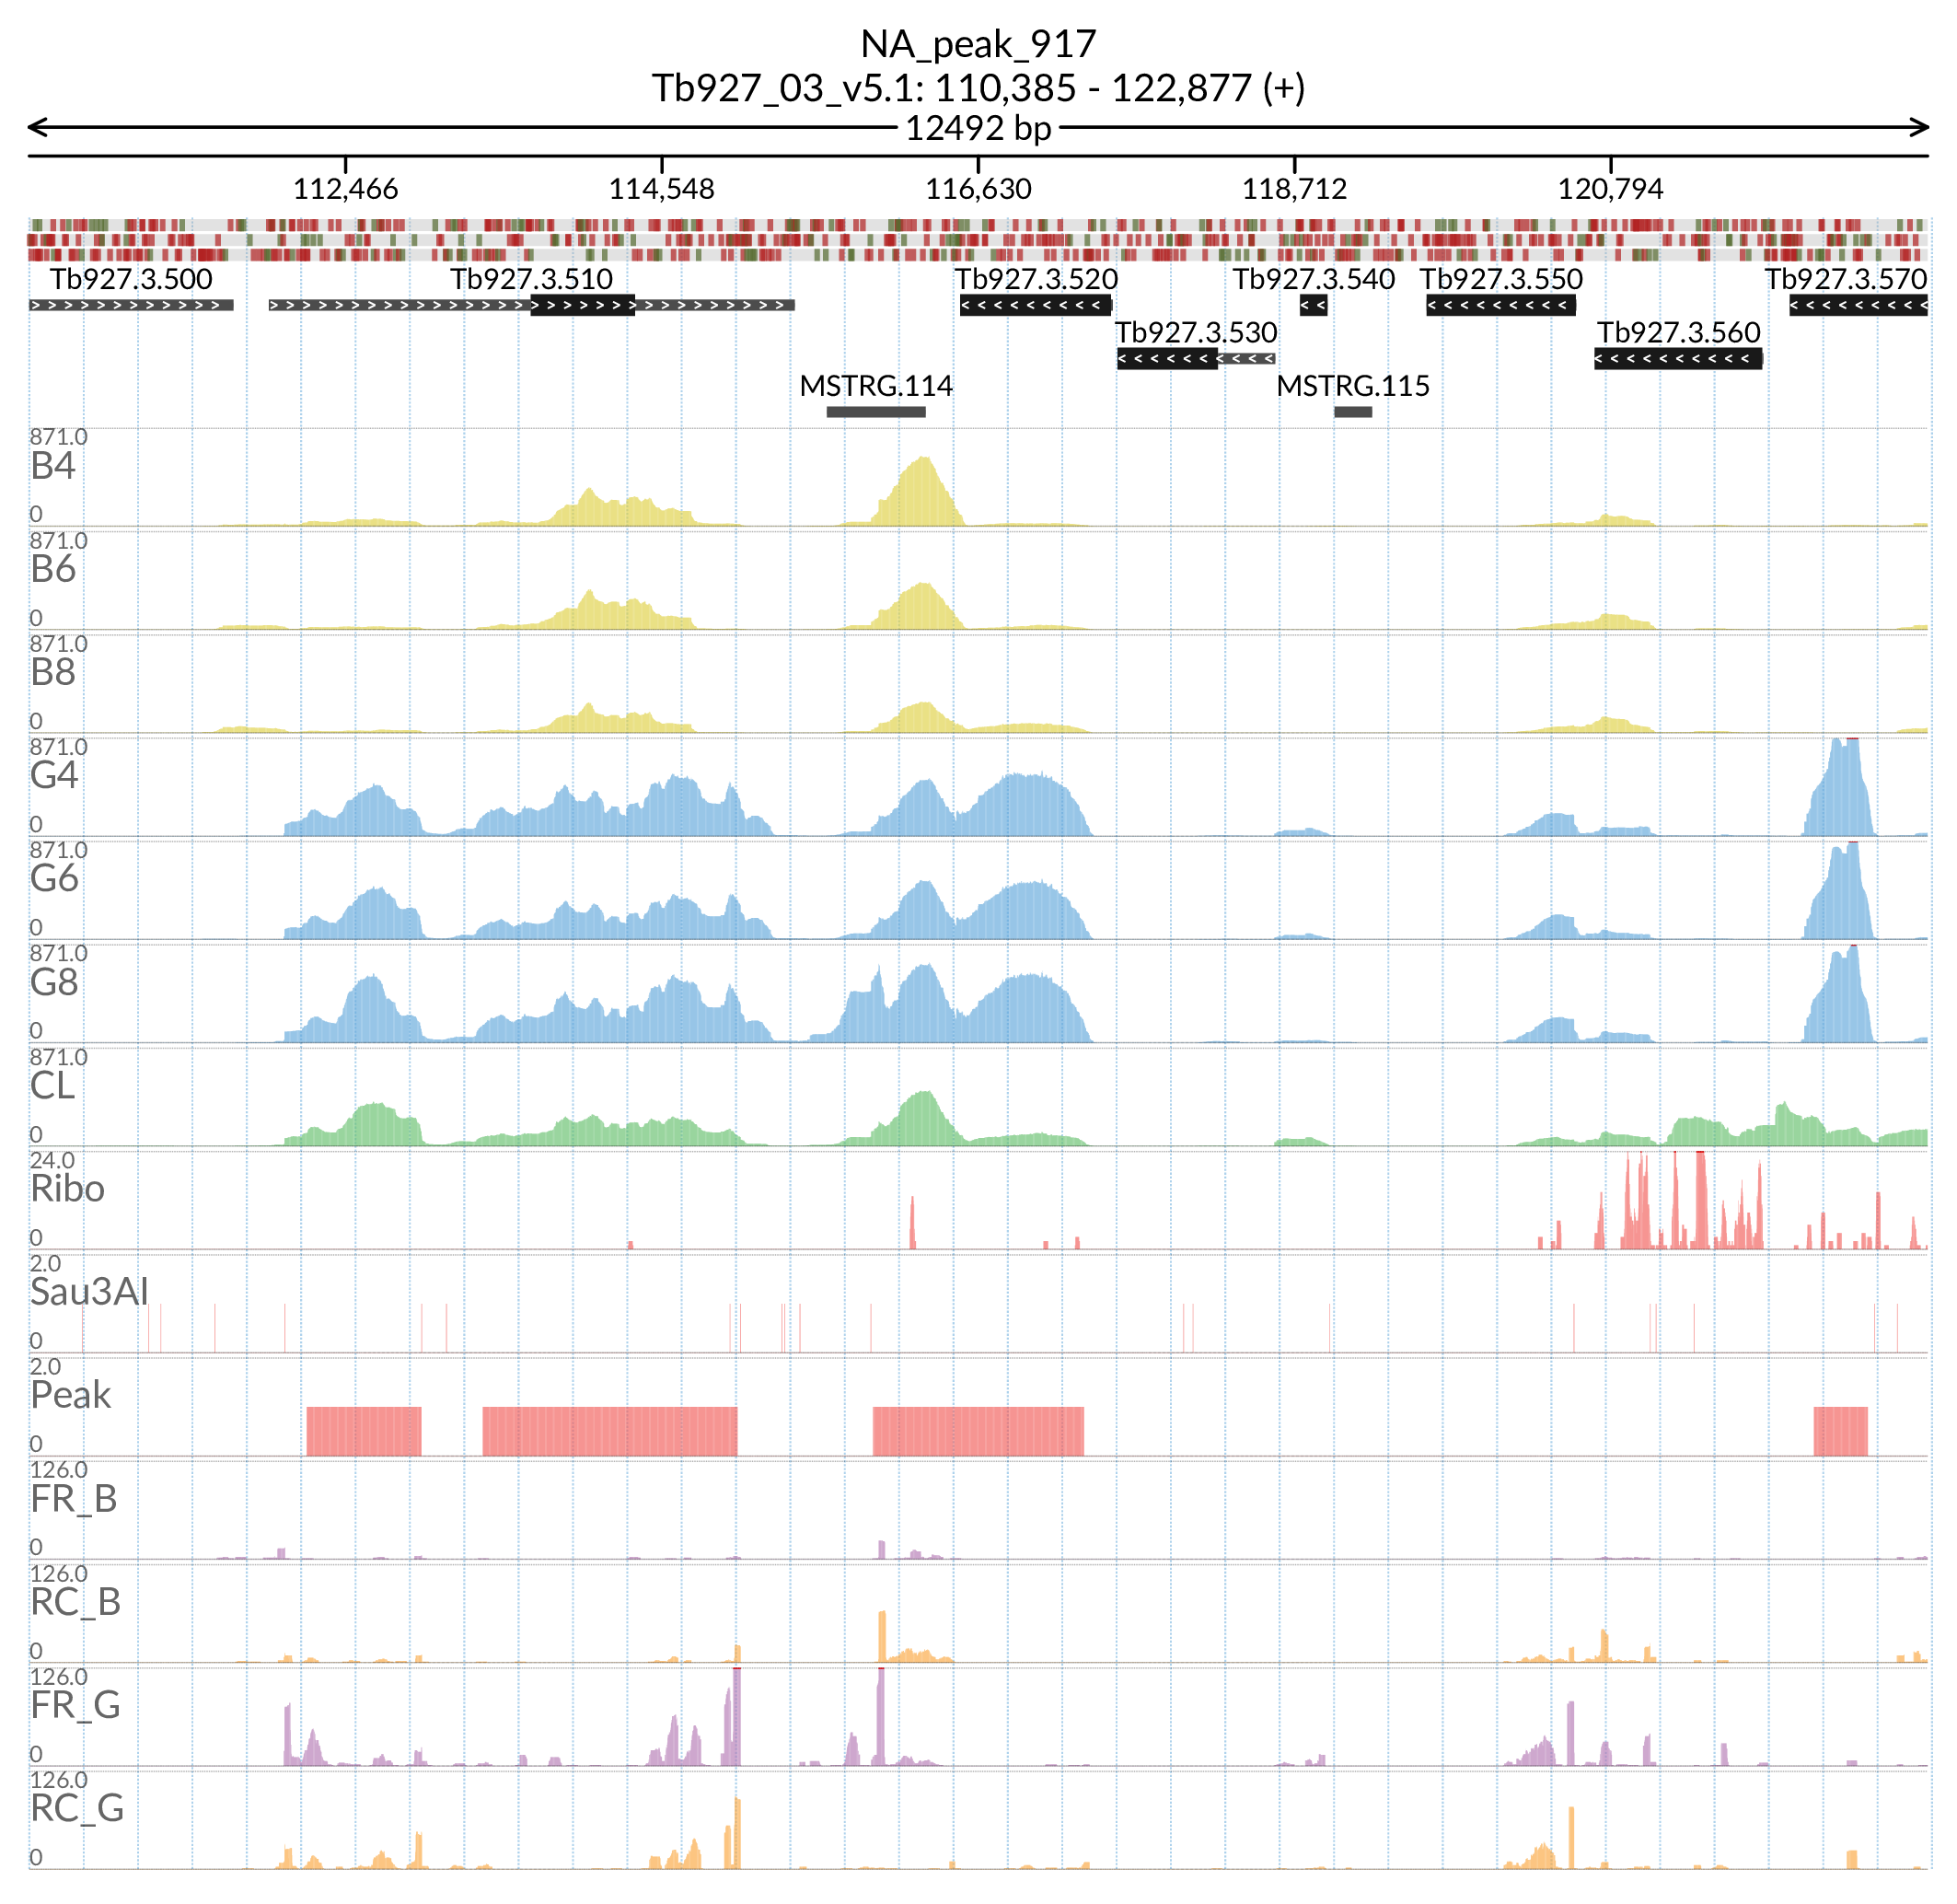 NA_peak_917
Tb927_03_v5.1: 110,385 - 122,877 (+)
12492 bp
112,466 114,548 116,630 118,712 120,794
Tb927.3.500 Tb927.3.510 Tb927.3.520 Tb927.3.540 Tb927.3.550 Tb927.3.570
Tb927.3.530 Tb927.3.560
MSTRG.114 MSTRG.115
871.0
B4
0
871.0
B6
0
871.0
B8
0
871.0
G4
0
871.0
G6
0
871.0
G8
0
871.0
CL
0
24.0
Ribo
0
2.0
Sau3AI
0
2.0
Peak
0
126.0
FR_B
0
126.0
RC_B
0
126.0
FR_G
0
126.0
RC_G
0